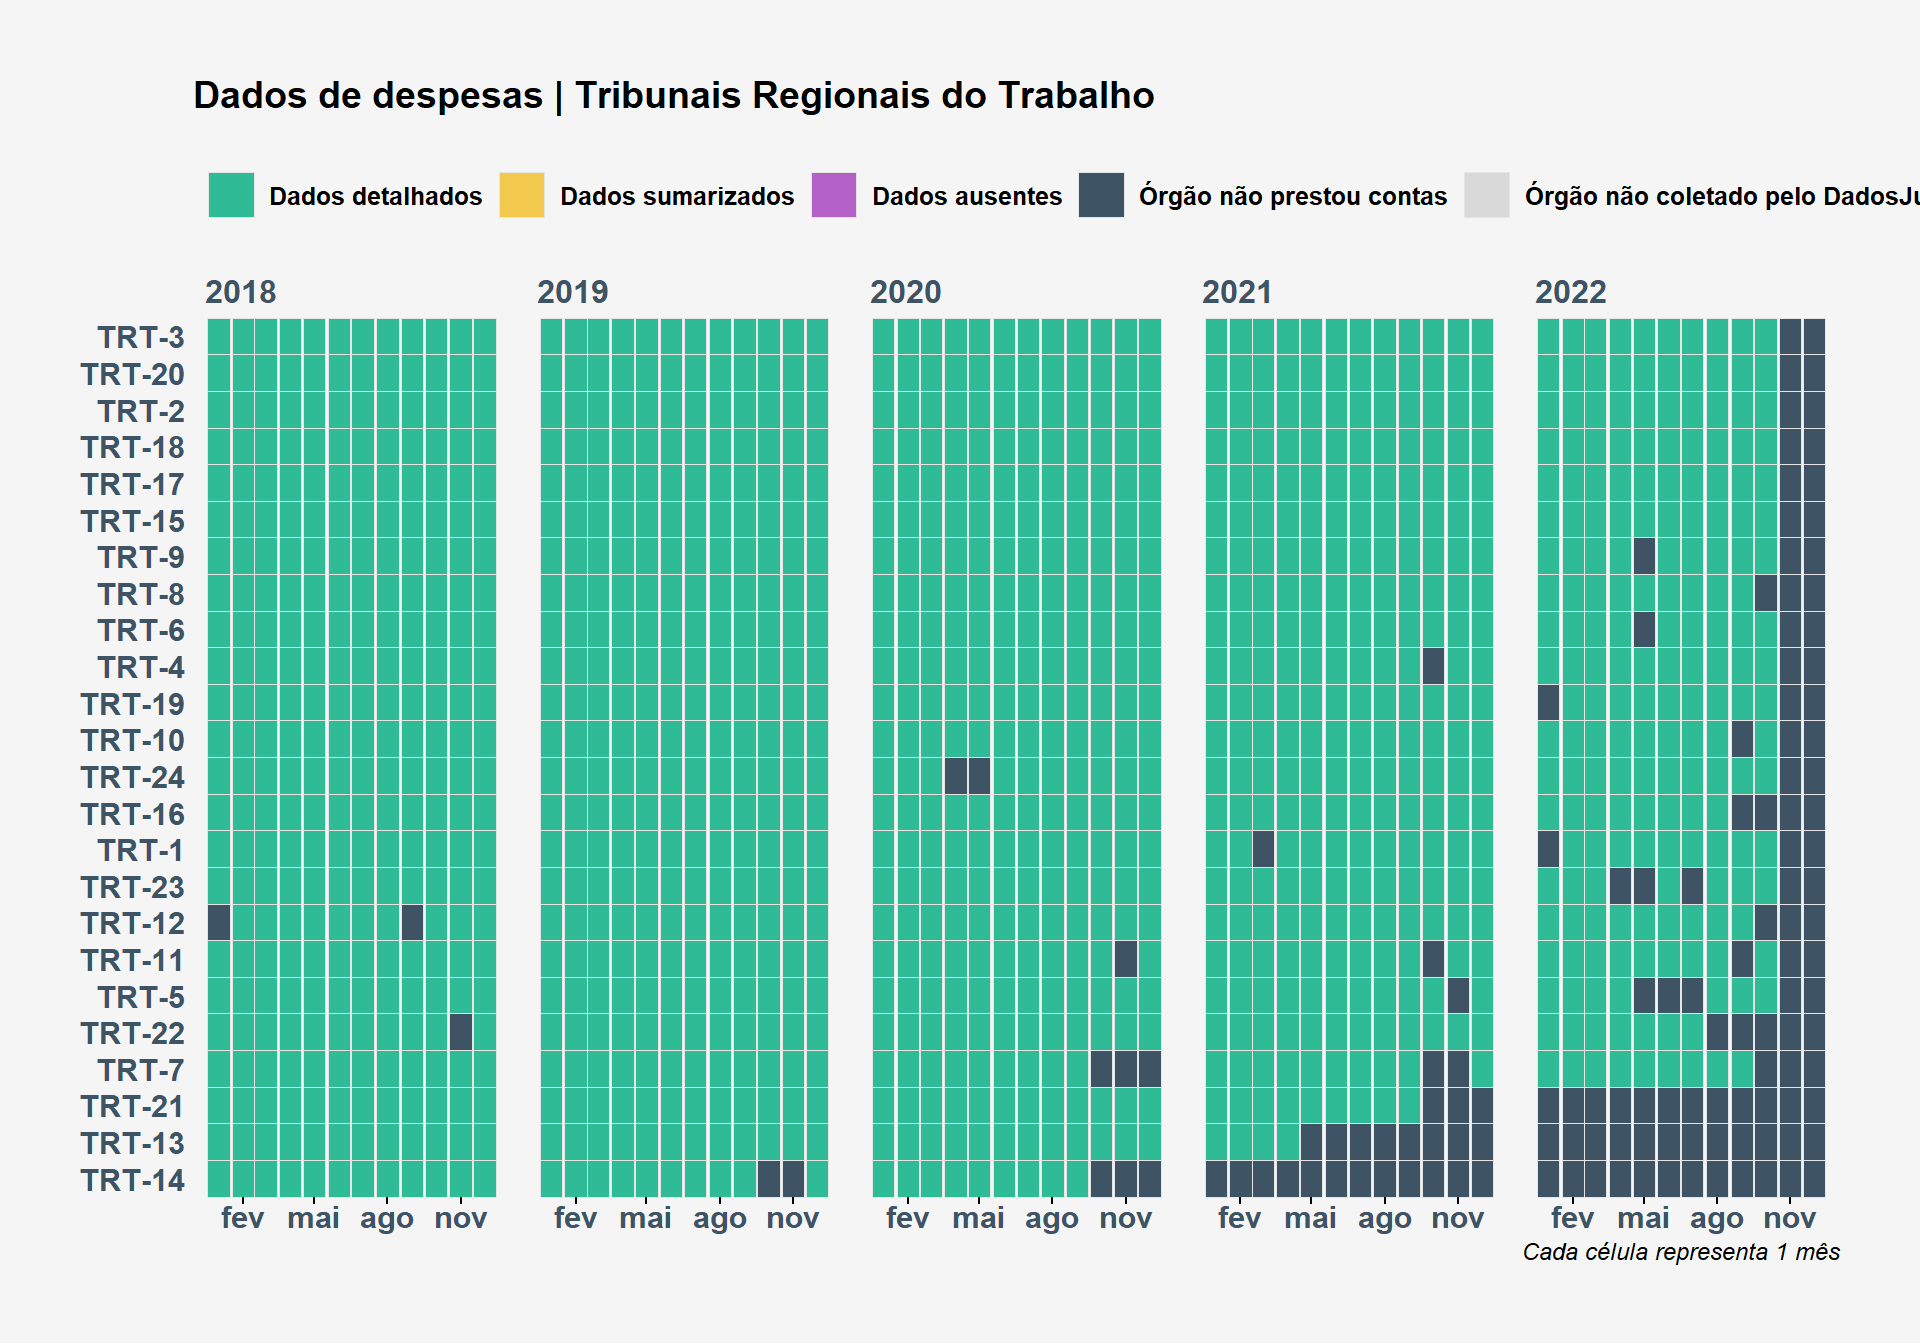 Dados de despesas | Tribunais Regionais do Trabalho
Dados detalhados Dados sumarizados Dados ausentes Órgão não prestou contas Órgão não coletado pelo DadosJu
2018 2019 2020 2021 2022
TRT-3
TRT-20
TRT-2
TRT-18
TRT-17
TRT-15
TRT-9
TRT-8
TRT-6
TRT-4
TRT-19
TRT-10
TRT-24
TRT-16
TRT-1
TRT-23
TRT-12
TRT-11
TRT-5
TRT-22
TRT-7
TRT-21
TRT-13
TRT-14
fev mai ago nov fev mai ago nov fev mai ago nov fev mai ago nov fev mai ago nov
Cada célula representa 1 mês